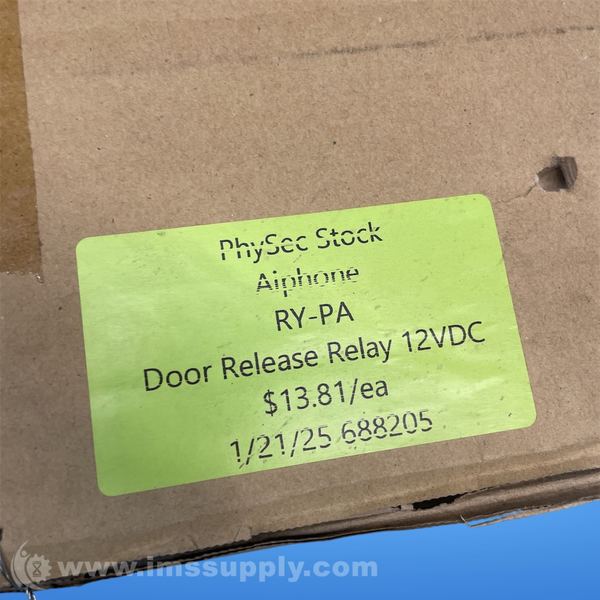 PhySec Stock
Aiphone
RY-PA
Door Release Relay 12VDC
$13.81/ea
1/21/25 688205
www.imssupply.com